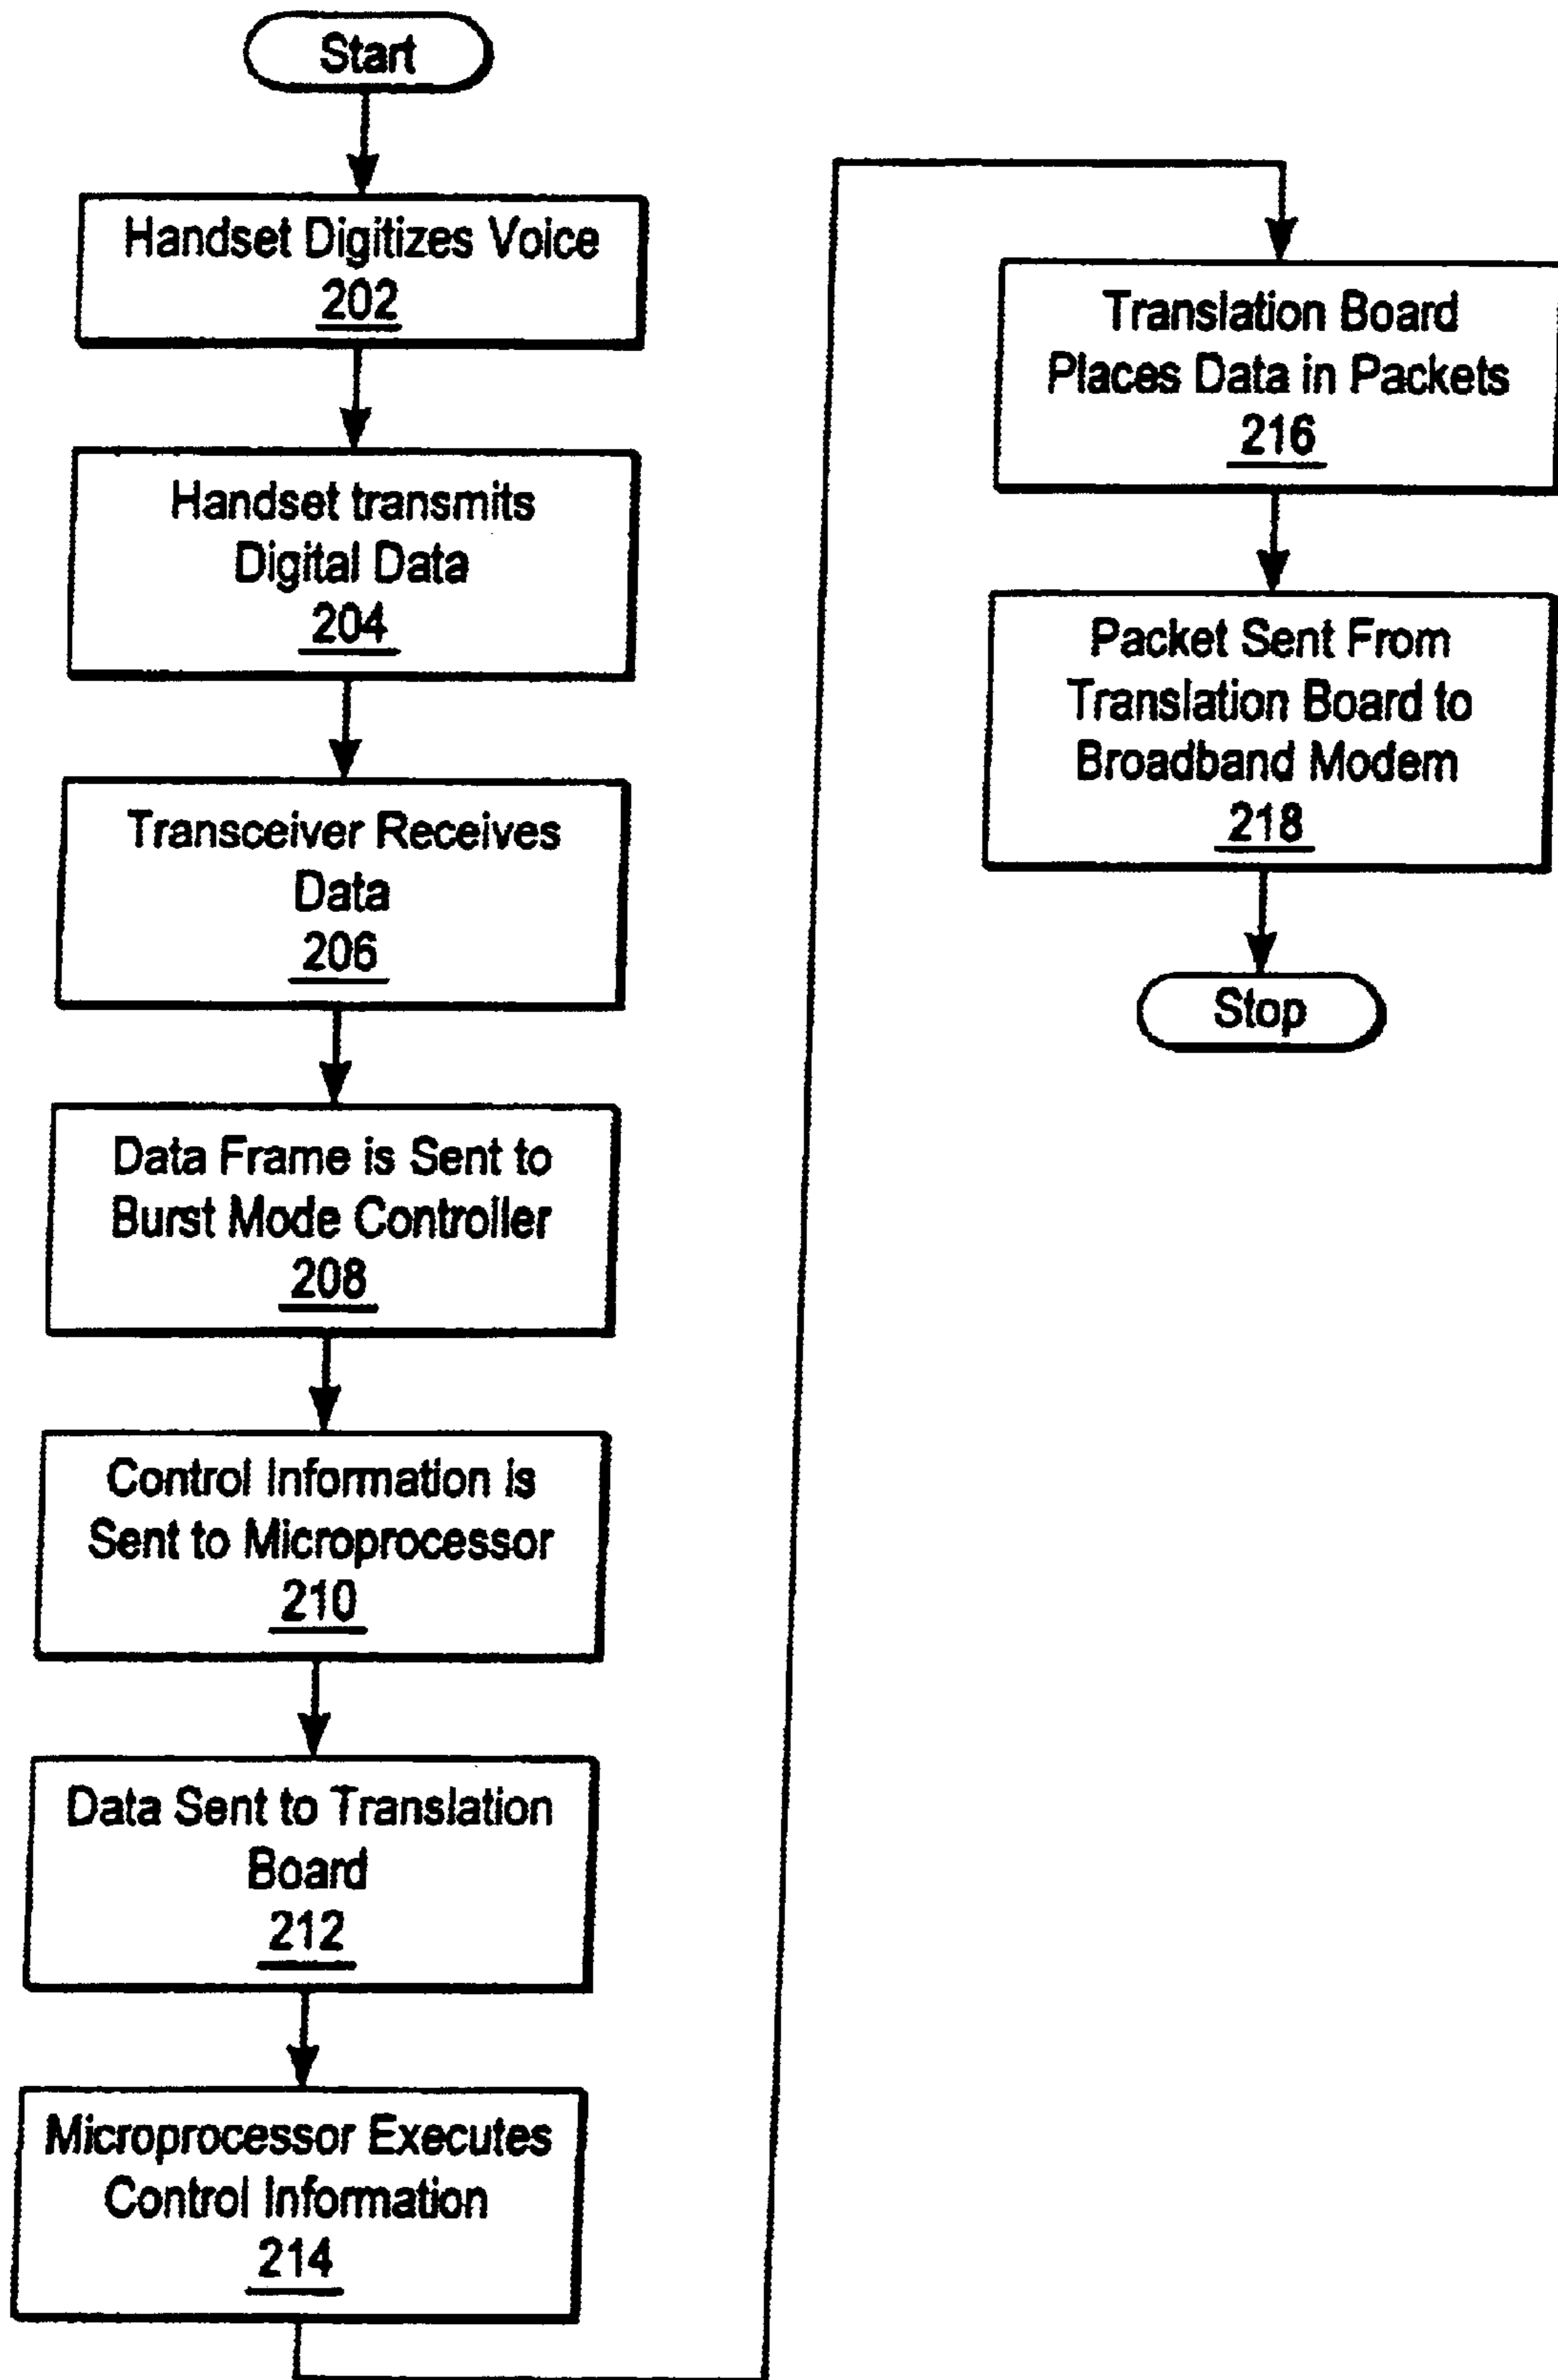 Start
Handset Digitizes Voice
202
Handset transmits
Digital Data
204
Transceiver Receives
Data
206
Data Frame is Sent to
Burst Mode Controller
208
Control Information is
Sent to Microprocessor
210
Data Sent to Translation
Board
212
Microprocessor Executes
Control Information
214
Translation Board
Places Data in Packets
216
Packet Sent From
Translation Board to
Broadband Modem
218
Stop